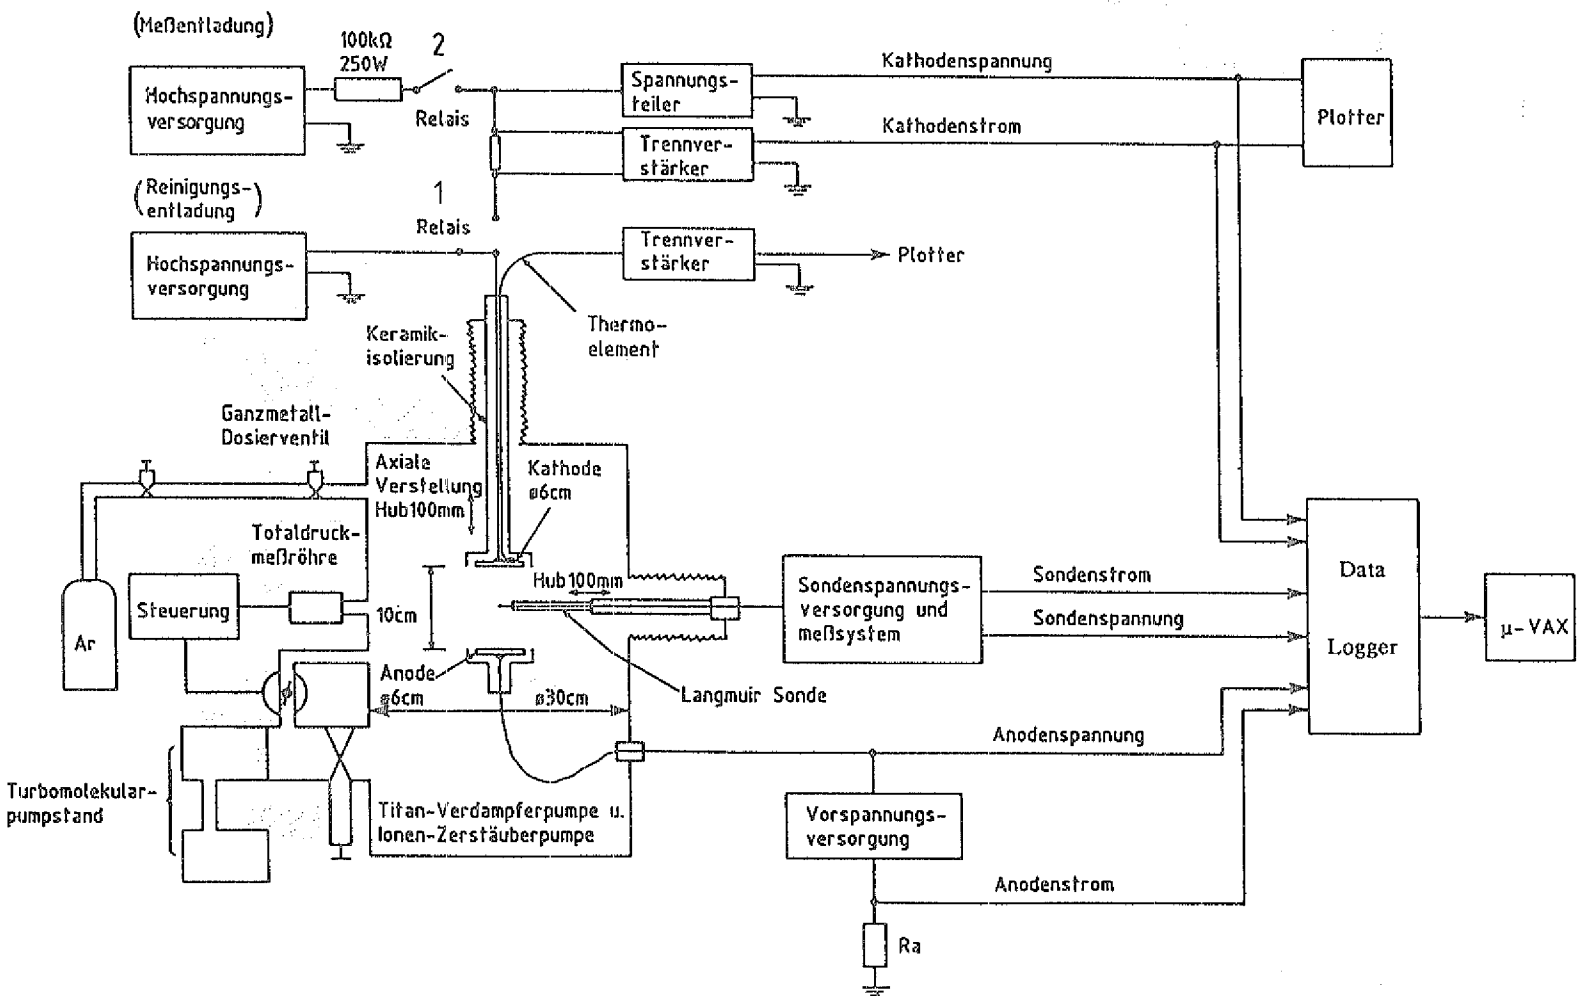 (Meßentladung)
100kΩ
250W
2
Relais
Hochspannungs-
versorgung
Spannungs-
teiler
Kathodenspannung
Plotter
Trennver-
stärker
Kathodenstrom
(Reinigungs-
entladung)
1
Relais
Hochspannungs-
versorgung
Trennver-
stärker
Plotter
Thermo-
element
Keramik-
isolierung
Ganzmetall-
Dosierventil
Axiale
Verstellung
Hub100mm
Kathode
ø6cm
Totaldruck-
meßröhre
Steuerung
Ar
10cm
Hub100mm
Sondenspannungs-
versorgung und
meßsystem
Sondenstrom
Sondenspannung
Data
Logger
μ-VAX
Anode
ø6cm
ø30cm
Langmuir Sonde
Anodenspannung
Turbomolekular-
pumpstand
Titan-Verdampferpumpe u.
Ionen-Zerstäuberpumpe
Vorspannungs-
versorgung
Anodenstrom
Ra